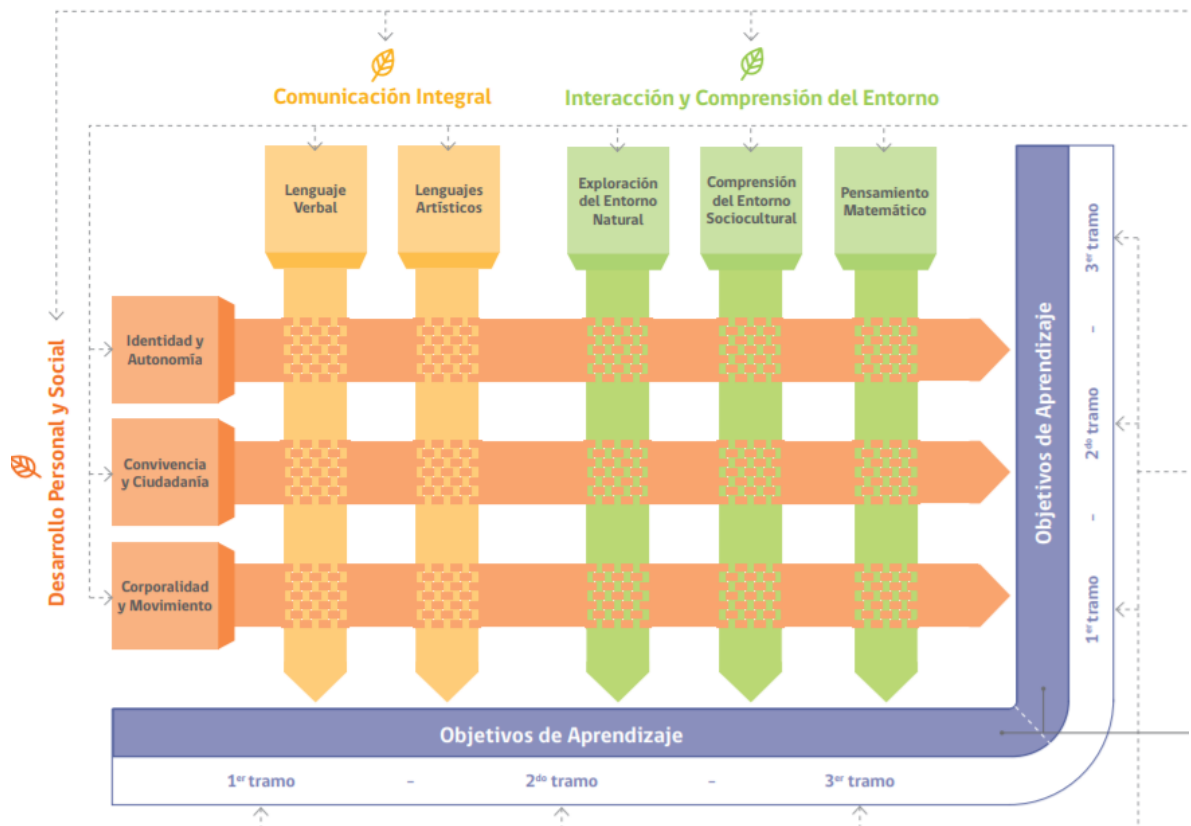 Comunicación Integral
Interacción y Comprensión del Entorno
Lenguaje
Verbal
Lenguajes
Artísticos
Exploración
del Entorno
Natural
Comprensión
del Entorno
Sociocultural
Pensamiento
Matemático
Desarrollo Personal y Social
Identidad y
Autonomía
Convivencia
y Ciudadanía
Corporalidad
y Movimiento
Objetivos de Aprendizaje
1er tramo – 2do tramo – 3er tramo
Objetivos de Aprendizaje
1er tramo – 2do tramo – 3er tramo